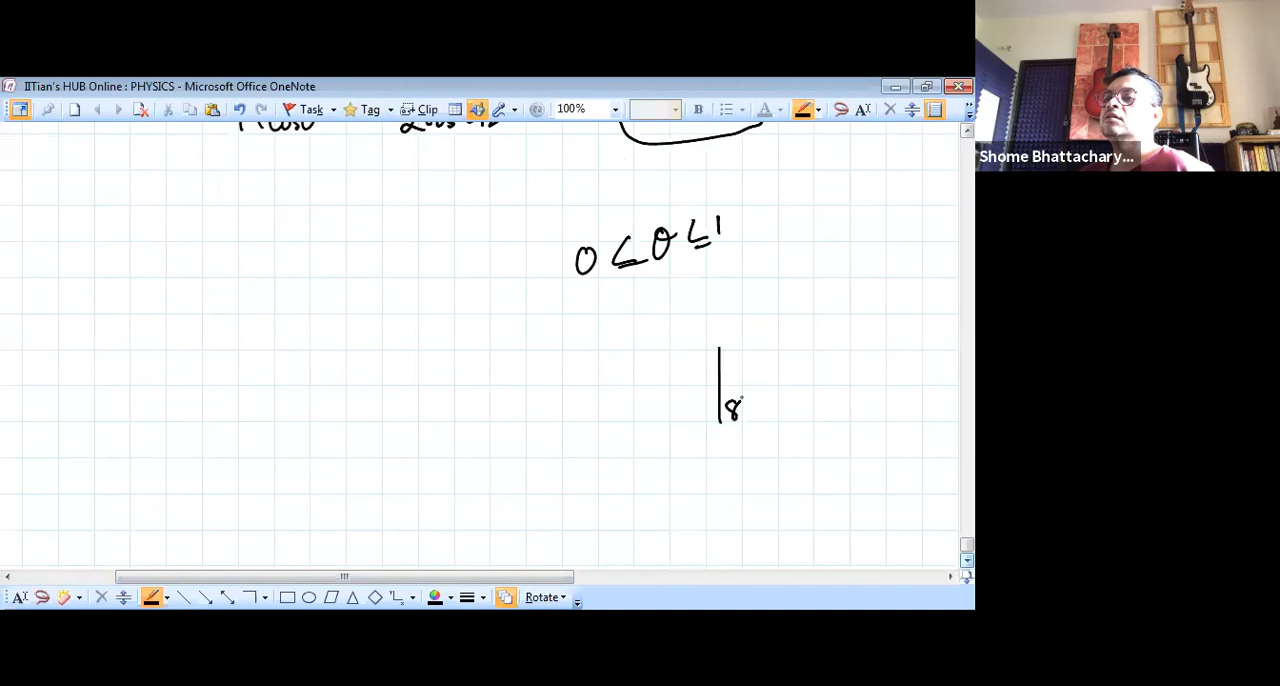 IITian's HUB Online : PHYSICS - Microsoft Office OneNote
Task Tag Clip 100% B A A
0 ≤ θ ≤ 1
8
A Rotate
Shome Bhattachary...